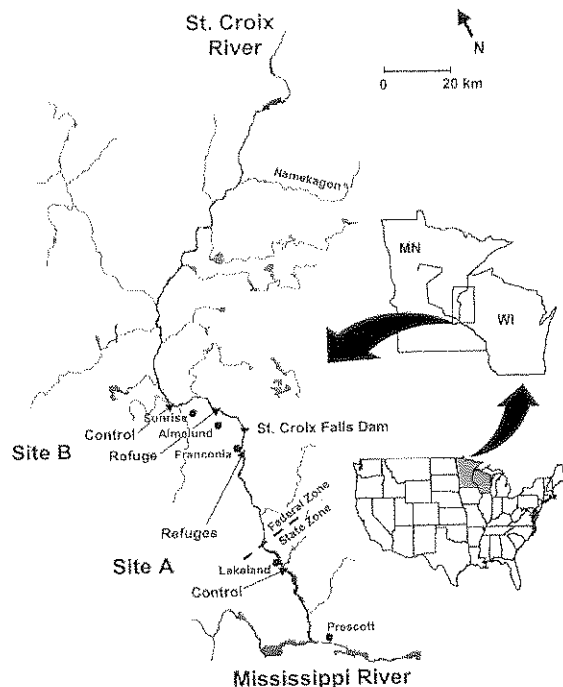 St. Croix
River
N
0 20 km
Namekagon
MN
WI
Sunrise
Control
Almelund
Refuge
St. Croix Falls Dam
Site B
Franconia
Refuges
Federal Zone
State Zone
Site A
Lakeland
Control
Prescott
Mississippi River